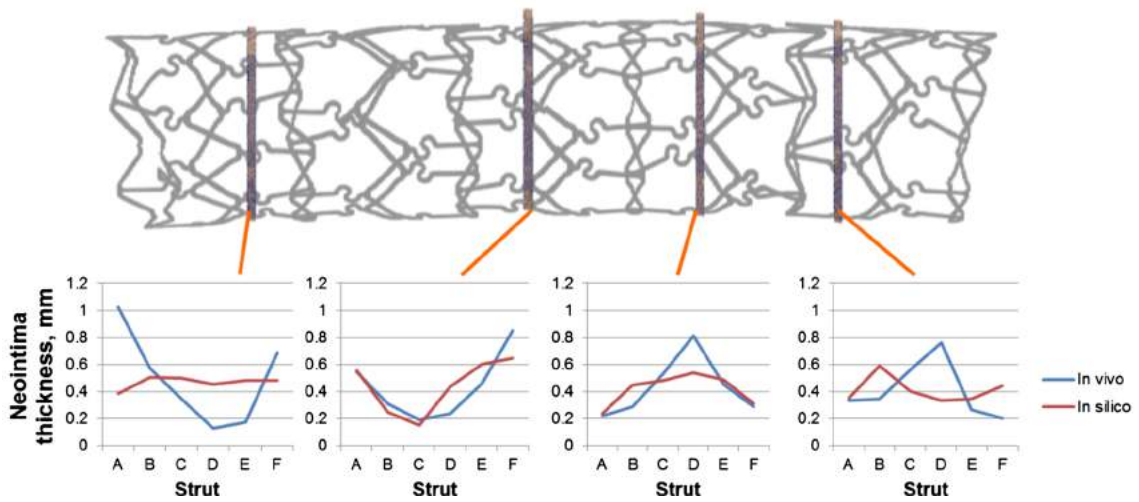 Neointima
thickness, mm
1.2 1.2 1.2 1.2
1 1 1 1
0.8 0.8 0.8 0.8
0.6 0.6 0.6 0.6
0.4 0.4 0.4 0.4
0.2 0.2 0.2 0.2
0 0 0 0
A B C D E F A B C D E F A B C D E F A B C D E F
Strut Strut Strut Strut
In vivo
In silico